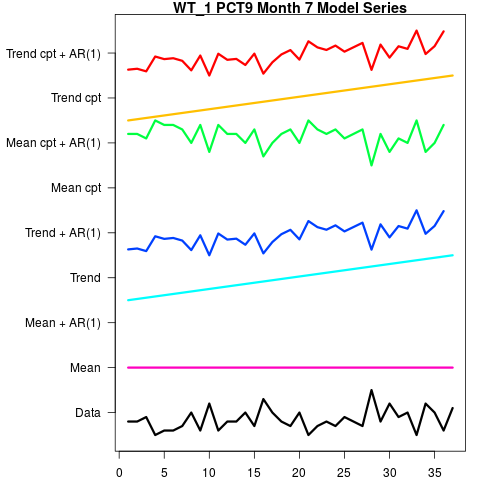 WT_1 PCT9 Month 7 Model Series
Trend cpt + AR(1)
Trend cpt
Mean cpt + AR(1)
Mean cpt
Trend + AR(1)
Trend
Mean + AR(1)
Mean
Data
0 5 10 15 20 25 30 35